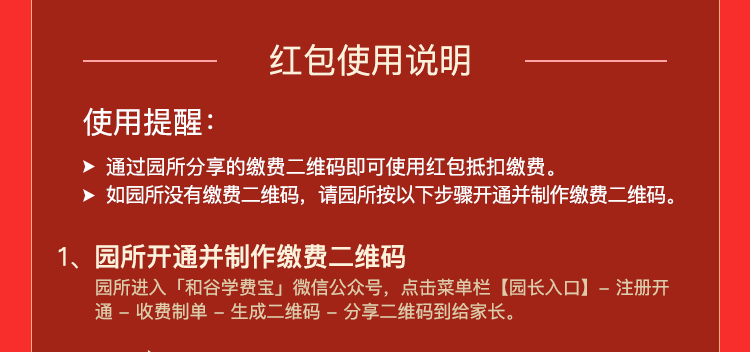 红包使用说明
使用提醒：
➤ 通过园所分享的缴费二维码即可使用红包抵扣缴费。
➤ 如园所没有缴费二维码，请园所按以下步骤开通并制作缴费二维码。
1、园所开通并制作缴费二维码
园所进入「和谷学费宝」微信公众号，点击菜单栏【园长入口】– 注册开
通 – 收费制单 – 生成二维码 – 分享二维码到给家长。